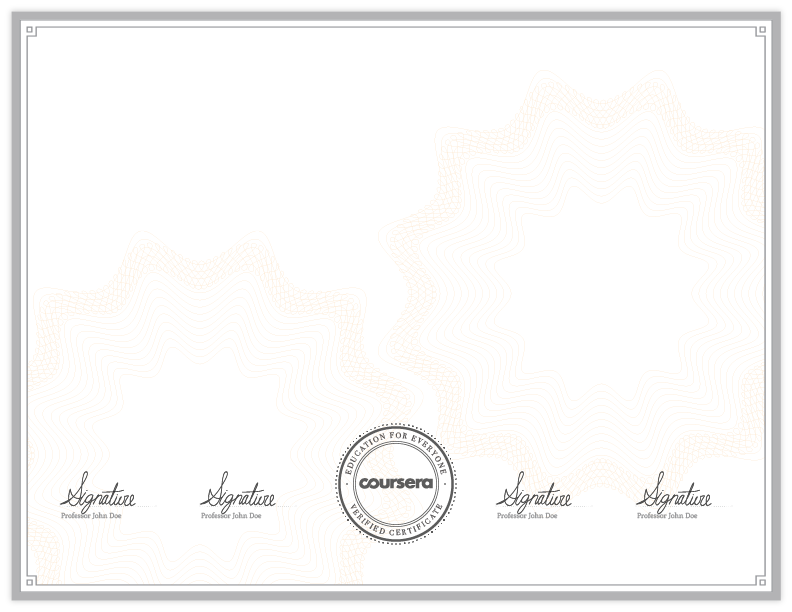 EDUCATION FOR EVERYONE
coursera
VERIFIED CERTIFICATE
Signature Signature Signature Signature
Professor John Doe Professor John Doe Professor John Doe Professor John Doe